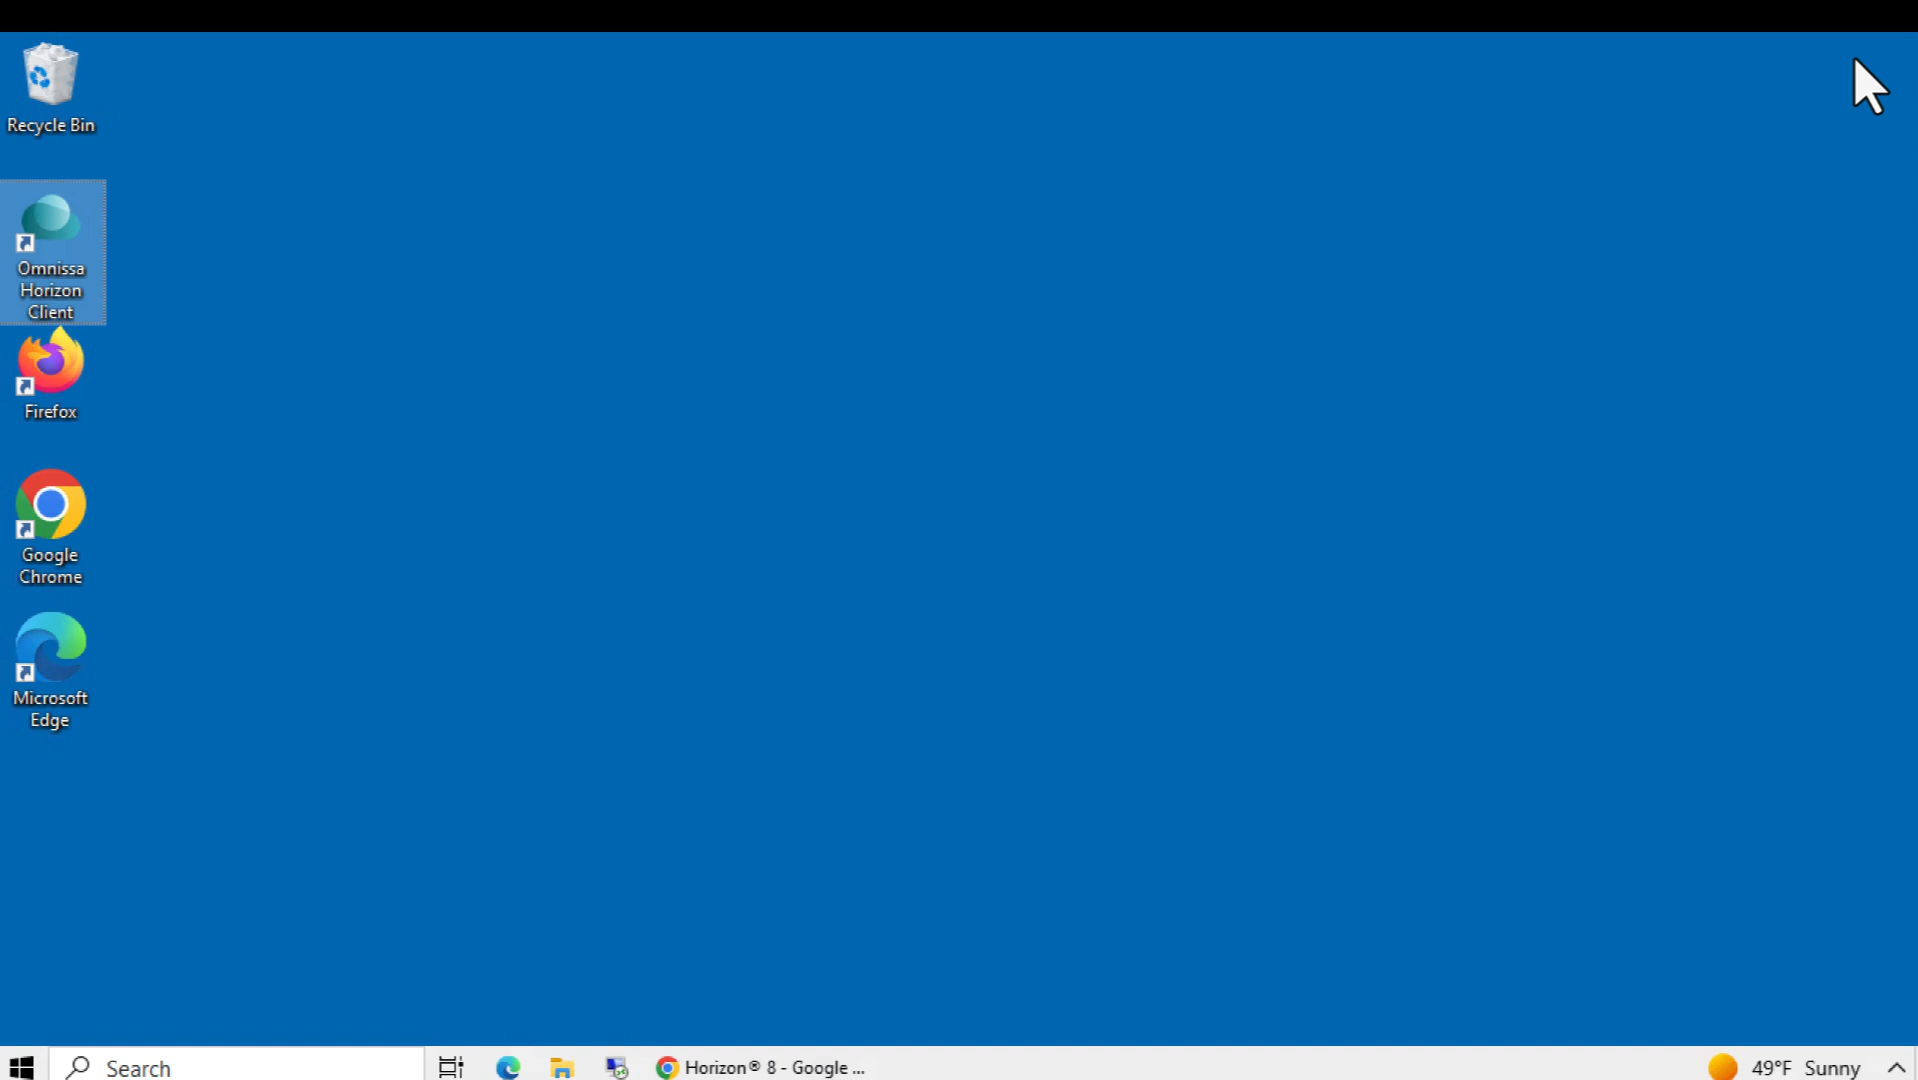 Recycle Bin
Omnissa
Horizon
Client
Firefox
Google
Chrome
Microsoft
Edge
Search
Horizon® 8 - Google ...
49°F Sunny